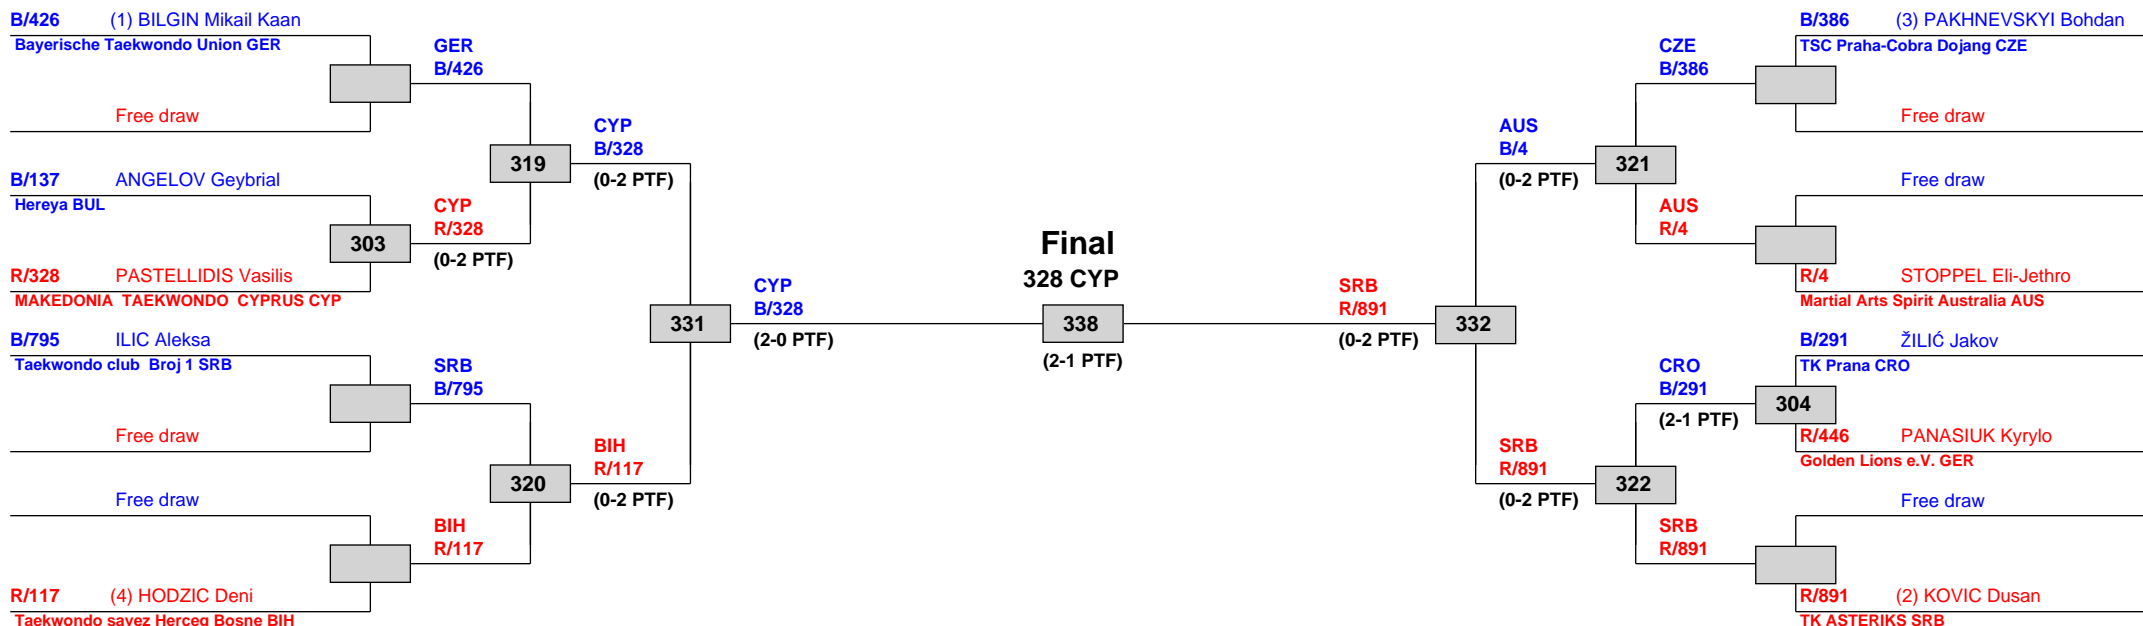 B/426 (1) BILGIN Mikail Kaan
Bayerische Taekwondo Union GER
Free draw
B/137 ANGELOV Geybrial
Hereya BUL
R/328 PASTELLIDIS Vasilis
MAKEDONIA TAEKWONDO CYPRUS CYP
B/795 ILIC Aleksa
Taekwondo club Broj 1 SRB
Free draw
Free draw
R/117 (4) HODZIC Deni
Taekwondo savez Herceg Bosne BIH
GER
B/426
303
CYP
R/328
(0-2 PTF)
SRB
B/795
BIH
R/117
319
CYP
B/328
(0-2 PTF)
320
BIH
R/117
(0-2 PTF)
331
CYP
B/328
(2-0 PTF)
Final
328 CYP
338
(2-1 PTF)
SRB
R/891
(0-2 PTF)
332
AUS
B/4
(0-2 PTF)
321
SRB
R/891
(0-2 PTF)
322
CZE
B/386
AUS
R/4
CRO
B/291
(2-1 PTF)
304
SRB
R/891
B/386 (3) PAKHNEVSKYI Bohdan
TSC Praha-Cobra Dojang CZE
Free draw
Free draw
R/4 STOPPEL Eli-Jethro
Martial Arts Spirit Australia AUS
B/291 ŽILIĆ Jakov
TK Prana CRO
R/446 PANASIUK Kyrylo
Golden Lions e.V. GER
Free draw
R/891 (2) KOVIC Dusan
TK ASTERIKS SRB